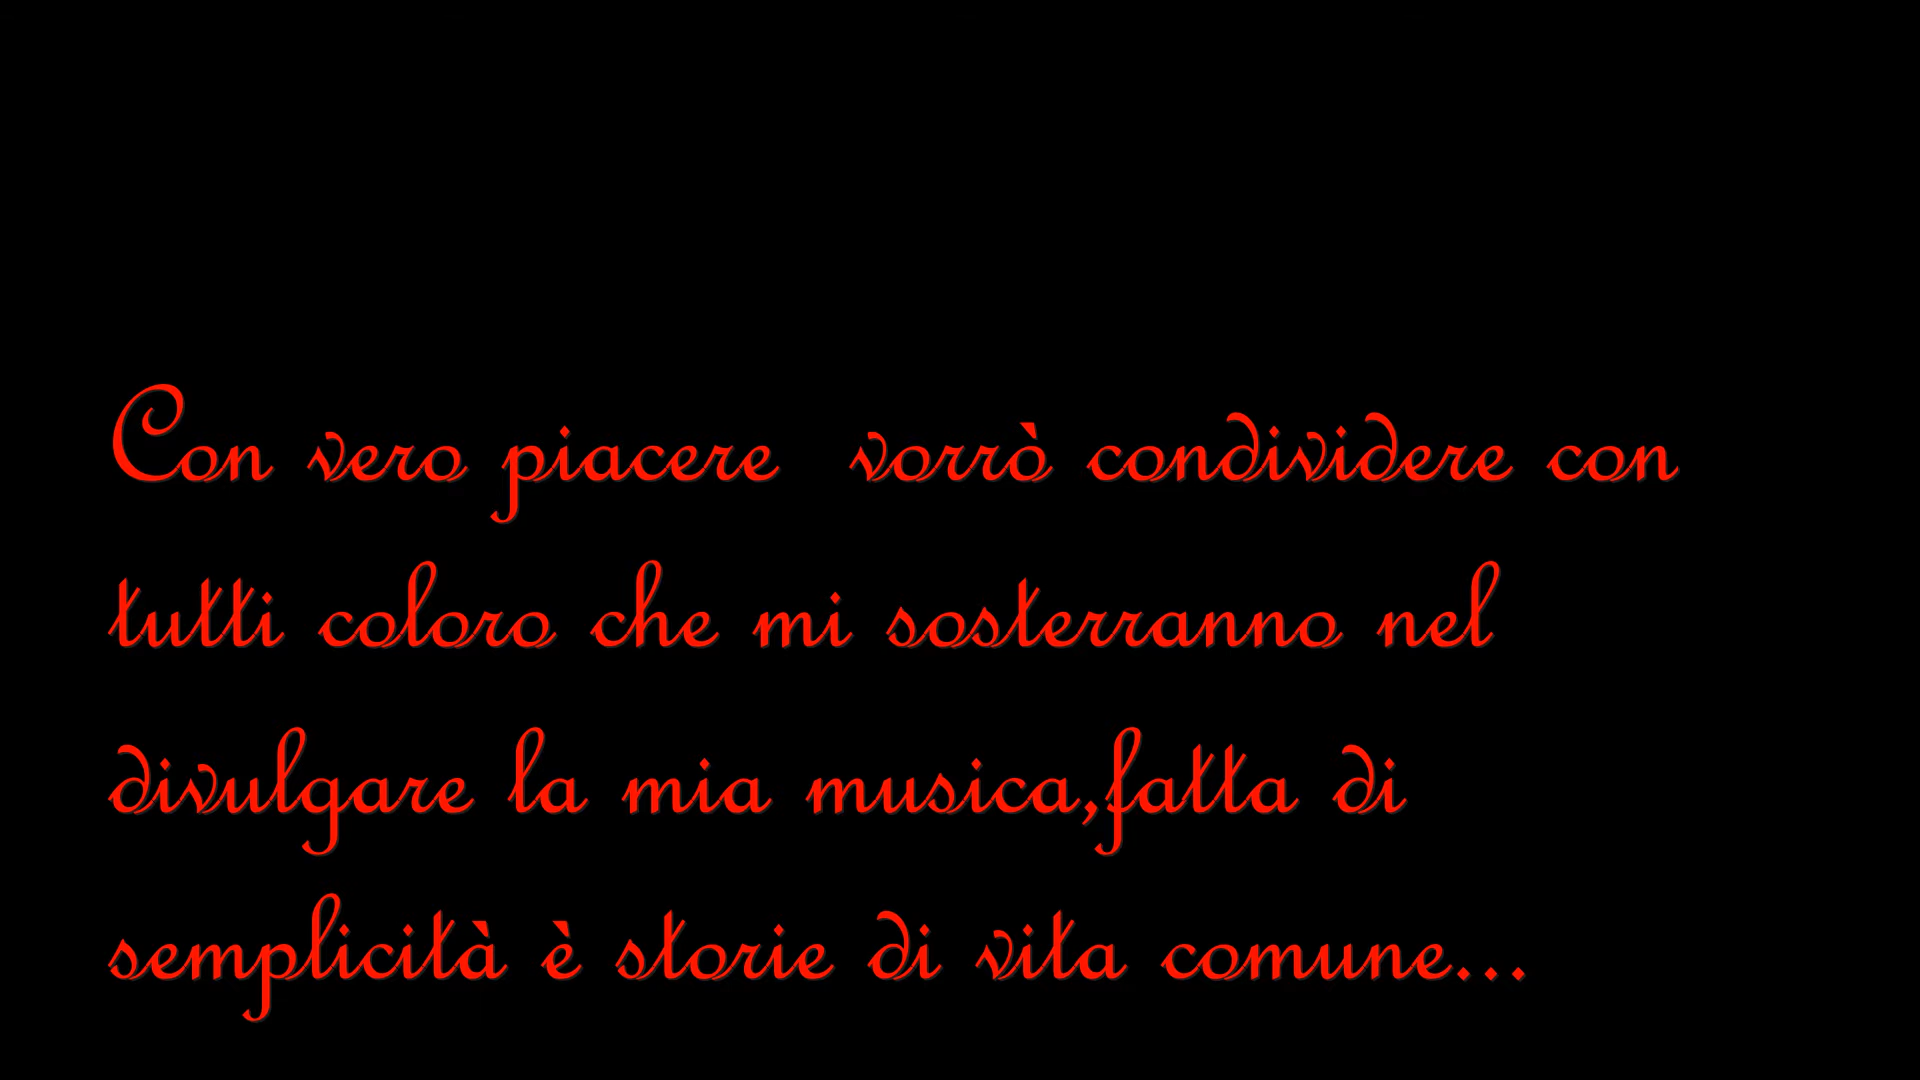 Con vero piacere  vorrò condividere con
tutti coloro che mi sosterranno nel
divulgare la mia musica,fatta di
semplicità è storie di vita comune...